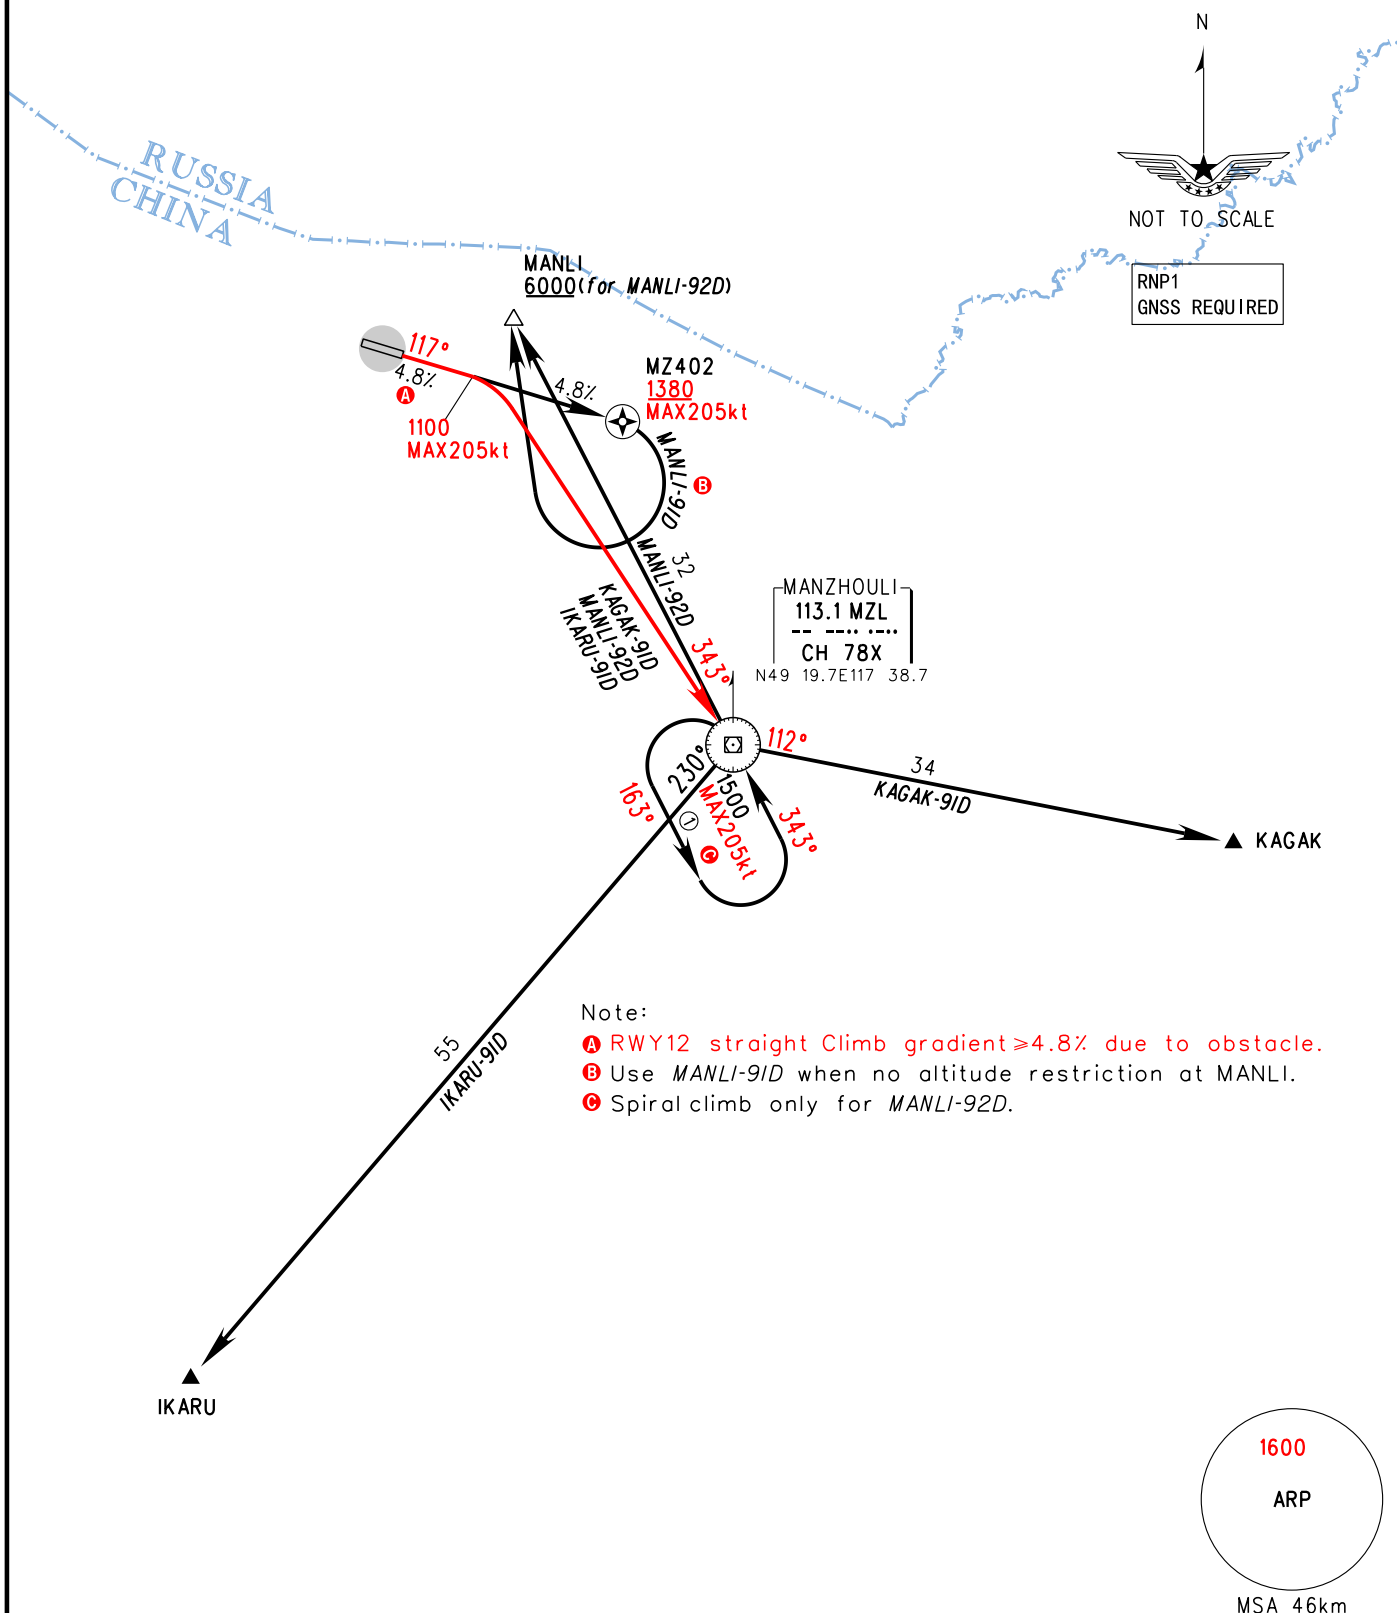 N
NOT TO SCALE
RNP1
GNSS REQUIRED
RUSSIA
CHINA
MANLI
6000(for MANLI-92D)
117°
4.8%
A
1100
MAX205kt
4.8%
MZ402
1380
MAX205kt
MANLI-91D
B
32
MANLI-92D
KAGAK-91D
MANLI-92D
IKARU-91D
343°
MANZHOULI
113.1 MZL
CH 78X
N49 19.7E117 38.7
112°
34
KAGAK-91D
KAGAK
230°
163°
1500
MAX205kt
1
C
343°
55
IKARU-91D
IKARU
Note:
A RWY12 straight Climb gradient≥4.8% due to obstacle.
B Use MANLI-91D when no altitude restriction at MANLI.
C Spiral climb only for MANLI-92D.
1600
ARP
MSA 46km